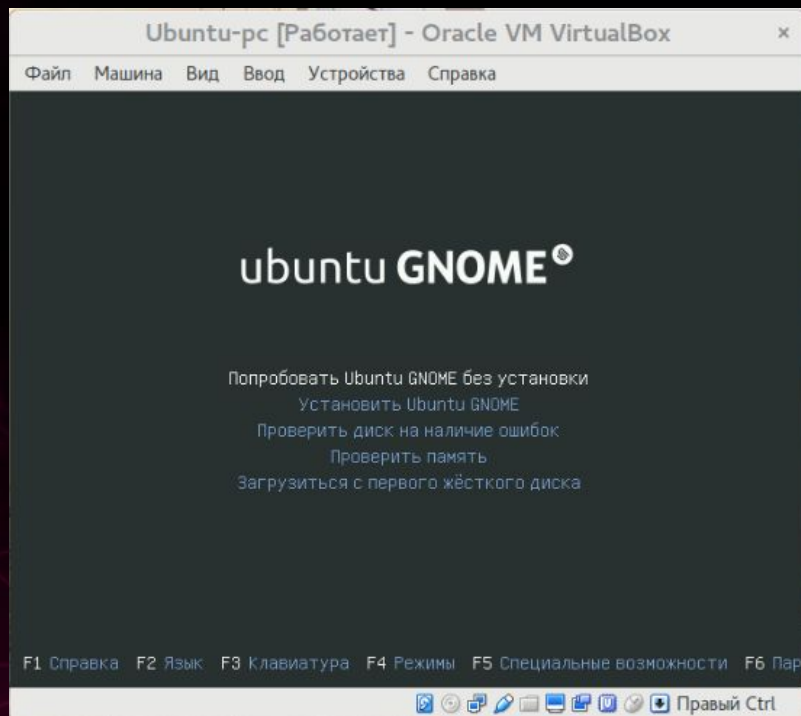 Ubuntu-pc [Работает] - Oracle VM VirtualBox ×
Файл Машина Вид Ввод Устройства Справка
ubuntu GNOME
Попробовать Ubuntu GNOME без установки
Установить Ubuntu GNOME
Проверить диск на наличие ошибок
Проверить память
Загрузиться с первого жёсткого диска
F1 Справка F2 Язык F3 Клавиатура F4 Режимы F5 Специальные возможности F6 Пар
Правый Ctrl